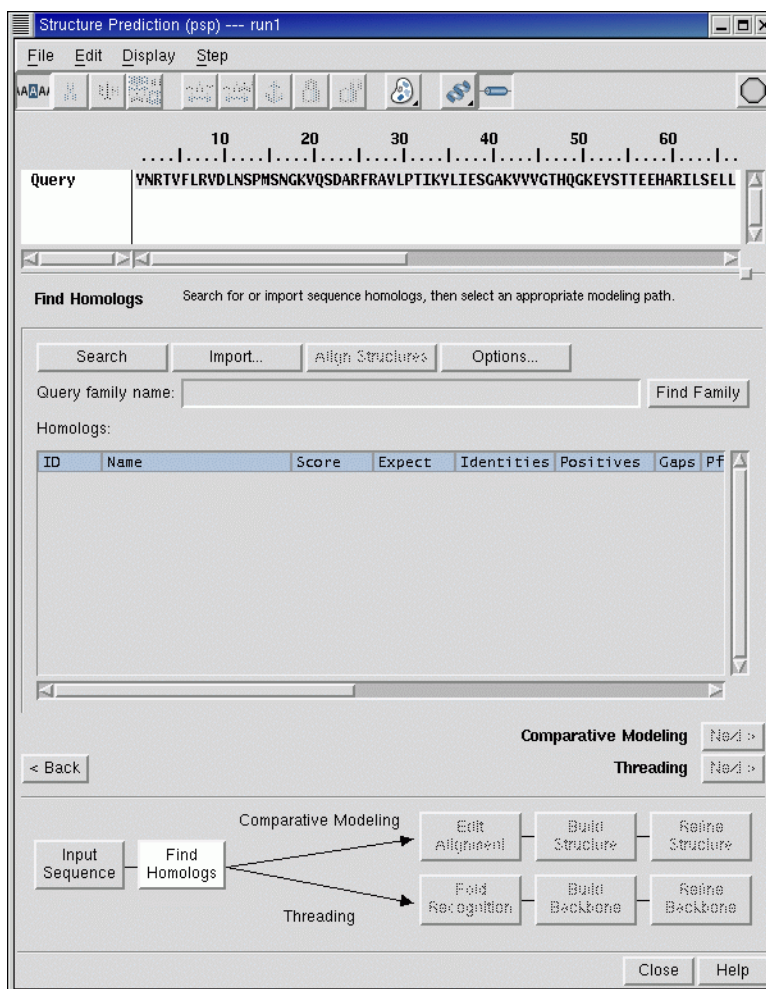 Structure Prediction (psp) --- run1
File Edit Display Step
10 20 30 40 50 60
Query YNRTVFLRVDLNSPMSNGKVQSDARFRAVLPTIKYLIESGAKVVVGTHQGKEYSTTEEHARILSELL
Find Homologs Search for or import sequence homologs, then select an appropriate modeling path.
Search Import... Align Structures Options...
Query family name: Find Family
Homologs:
ID Name Score Expect Identities Positives Gaps Pf
Comparative Modeling Next >
< Back Threading Next >
Comparative Modeling
Input Sequence
Find Homologs
Edit Alignment
Build Structure
Refine Structure
Threading
Fold Recognition
Build Backbone
Refine Backbone
Close Help